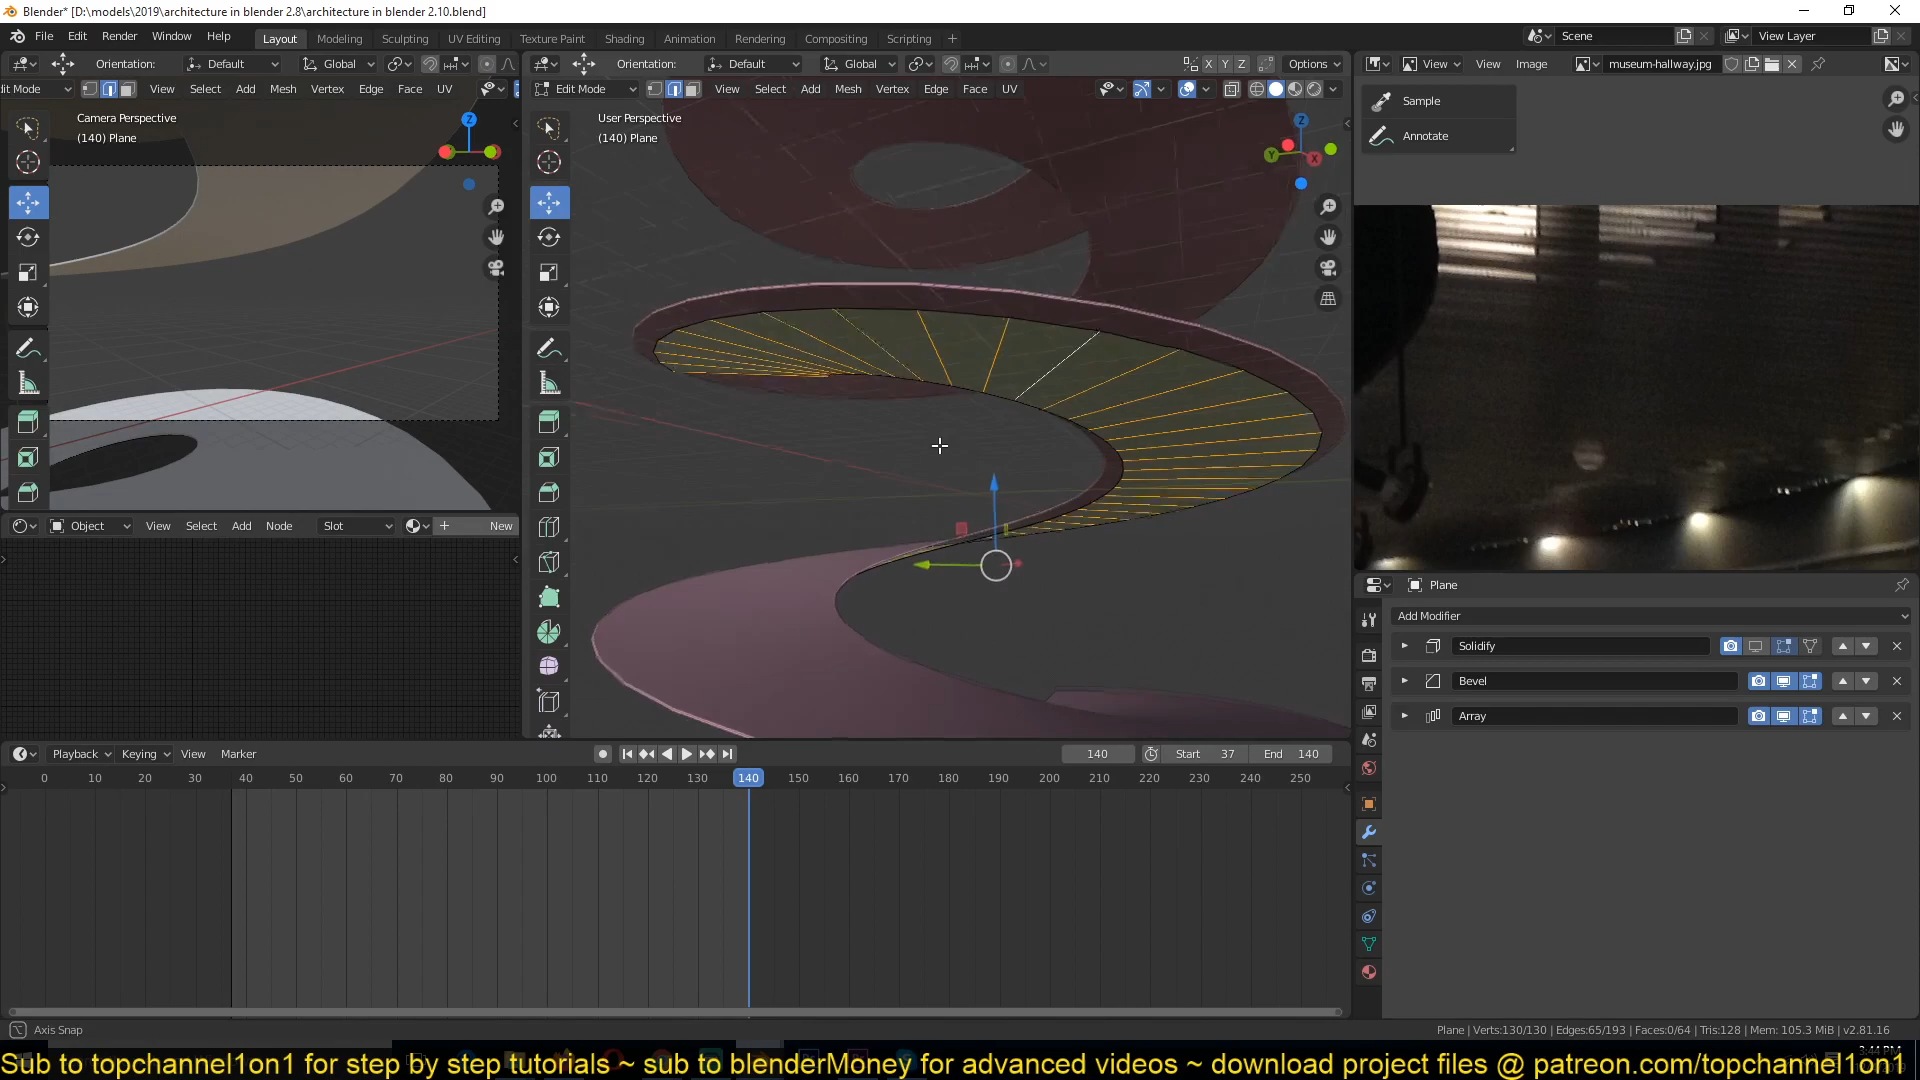 Blender* [D:\models\2019\architecture in blender 2.8\architecture in blender 2.10.blend]
File Edit Render Window Help Layout Modeling Sculpting UV Editing Texture Paint Shading Animation Rendering Compositing Scripting + Scene View Layer
Orientation: Default Global Orientation: Default Global X Y Z Options View View Image museum-hallway.jpg
dit Mode View Select Add Mesh Vertex Edge Face UV Edit Mode View Select Add Mesh Vertex Edge Face UV
Sample
Camera Perspective User Perspective
(140) Plane (140) Plane
Annotate
Z Z
Y X
Object View Select Add Node Slot New
Plane
Add Modifier
Solidify
Bevel
Array
Playback Keying View Marker 140 Start 37 End 140
0 10 20 30 40 50 60 70 80 90 100 110 120 130 140 150 160 170 180 190 200 210 220 230 240 250
Axis Snap Plane | Verts:130/130 | Edges:65/193 | Faces:0/64 | Tris:128 | Mem: 105.3 MiB | v2.81.16
3:44 PM
Sub to topchannel1on1 for step by step tutorials ~ sub to blenderMoney for advanced videos ~ download project files @ patreon.com/topchannel1on1